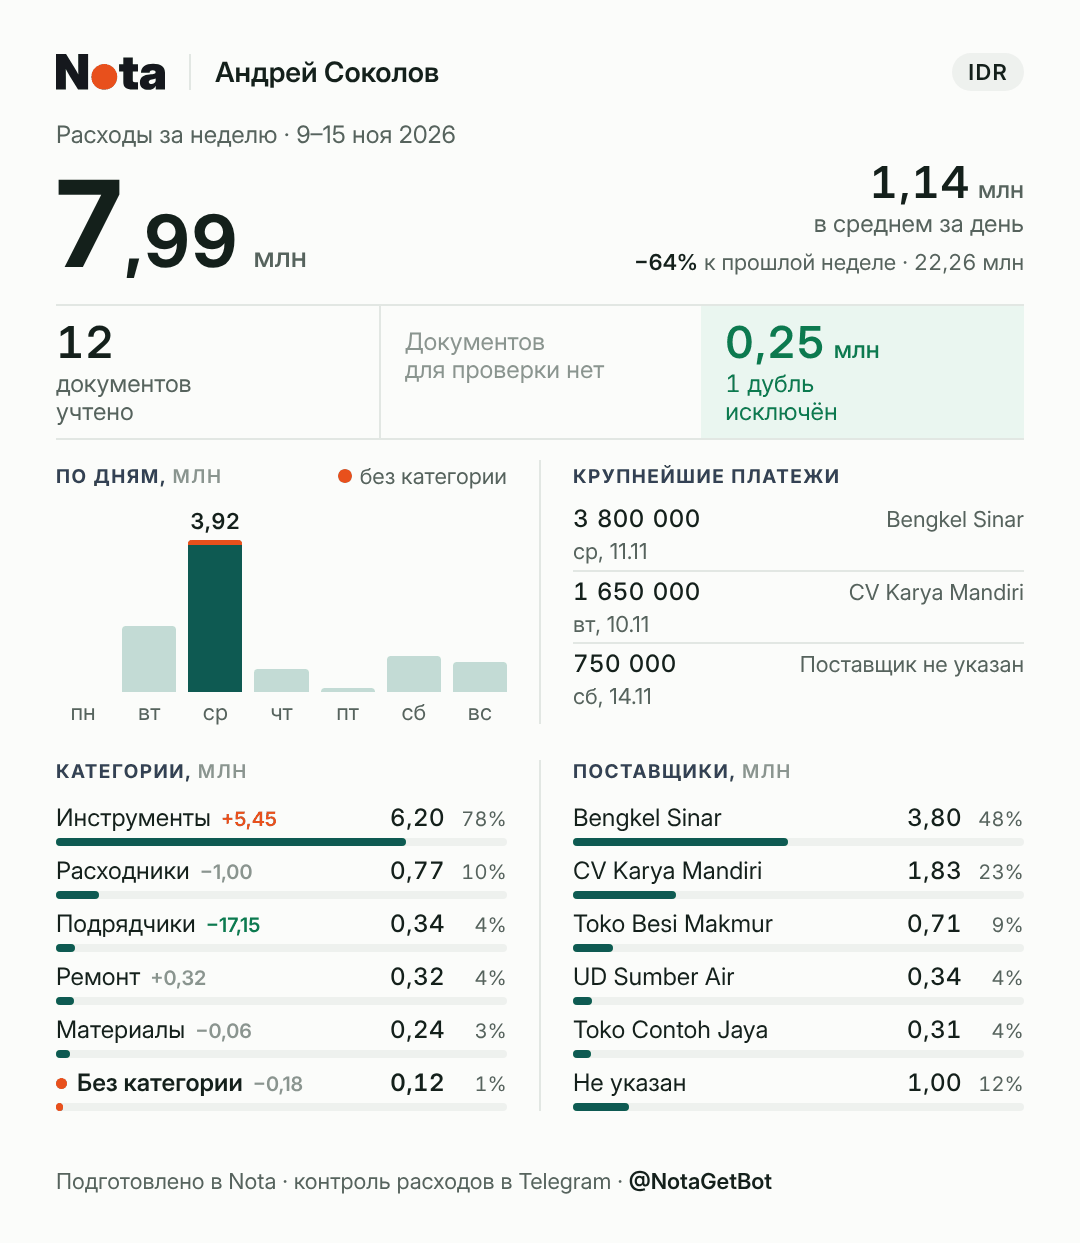 Nota
Андрей Соколов
IDR
Расходы за неделю · 9–15 ноя 2026
7,99 млн
1,14 млн
в среднем за день
−64% к прошлой неделе · 22,26 млн
12
документов
учтено
Документов
для проверки нет
0,25 млн
1 дубль
исключён
ПО ДНЯМ, МЛН
без категории
3,92
пн вт ср чт пт сб вс
КРУПНЕЙШИЕ ПЛАТЕЖИ
3 800 000 Bengkel Sinar
ср, 11.11
1 650 000 CV Karya Mandiri
вт, 10.11
750 000 Поставщик не указан
сб, 14.11
КАТЕГОРИИ, МЛН
Инструменты +5,45 6,20 78%
Расходники −1,00 0,77 10%
Подрядчики −17,15 0,34 4%
Ремонт +0,32 0,32 4%
Материалы −0,06 0,24 3%
Без категории −0,18 0,12 1%
ПОСТАВЩИКИ, МЛН
Bengkel Sinar 3,80 48%
CV Karya Mandiri 1,83 23%
Toko Besi Makmur 0,71 9%
UD Sumber Air 0,34 4%
Toko Contoh Jaya 0,31 4%
Не указан 1,00 12%
Подготовлено в Nota · контроль расходов в Telegram · @NotaGetBot